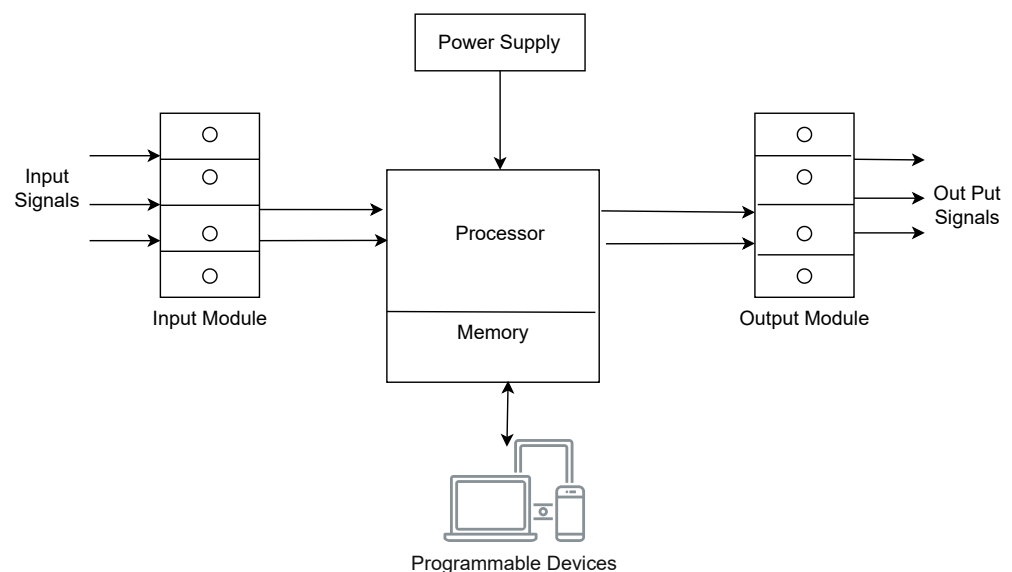 Power Supply
Input
Signals
Processor
Out Put
Signals
Input Module
Output Module
Memory
Programmable Devices